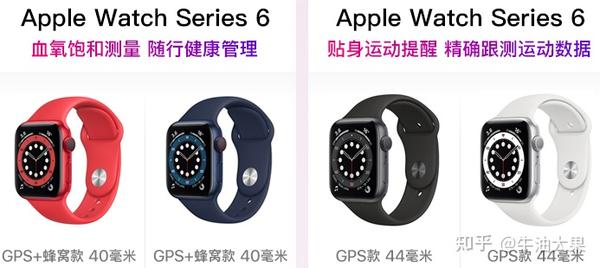 Apple Watch Series 6
血氧饱和测量 随行健康管理
GPS+蜂窝款 40毫米
GPS+蜂窝款 40毫米
Apple Watch Series 6
贴身运动提醒 精确跟测运动数据
GPS款 44毫米
GPS款 44毫米
知乎 @牛油大果